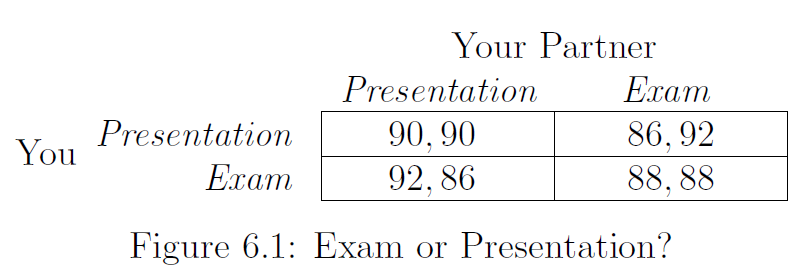 Your Partner
Presentation Exam
You Presentation 90, 90 86, 92
Exam 92, 86 88, 88
Figure 6.1: Exam or Presentation?